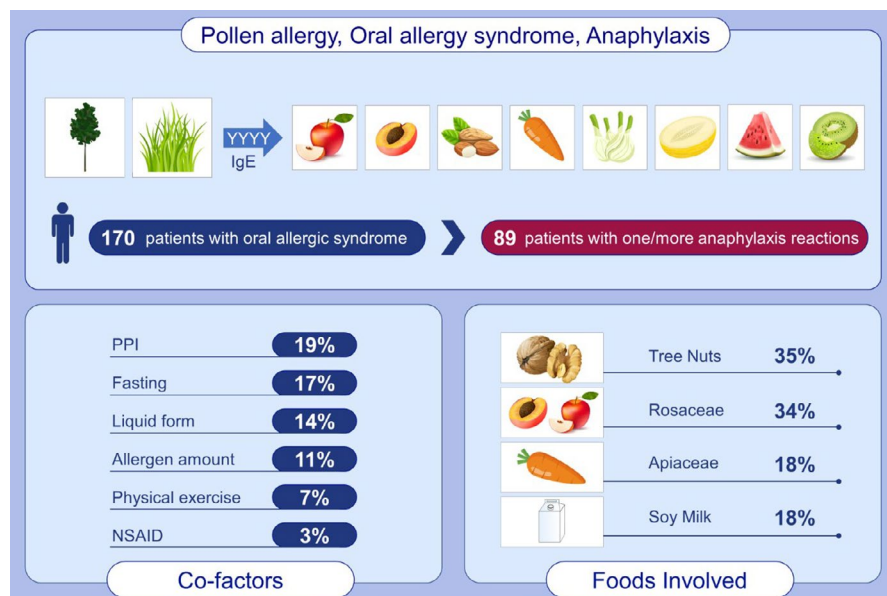 Pollen allergy, Oral allergy syndrome, Anaphylaxis
YYYY
IgE
170 patients with oral allergic syndrome
89 patients with one/more anaphylaxis reactions
PPI 19%
Fasting 17%
Liquid form 14%
Allergen amount 11%
Physical exercise 7%
NSAID 3%
Co-factors
Tree Nuts 35%
Rosaceae 34%
Apiaceae 18%
Soy Milk 18%
Foods Involved